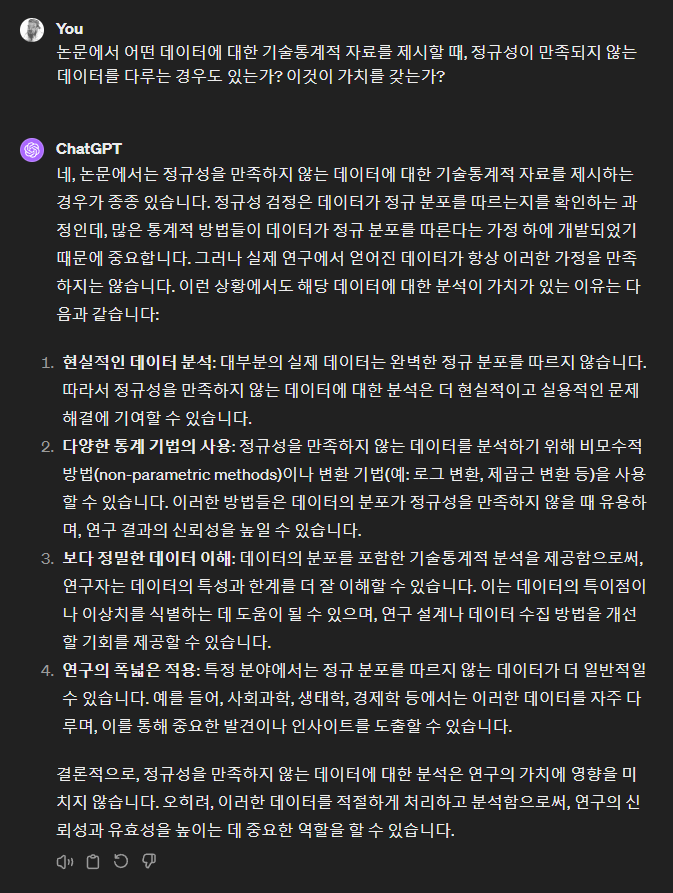 You
논문에서 어떤 데이터에 대한 기술통계적 자료를 제시할 때, 정규성이 만족되지 않는
데이터를 다루는 경우도 있는가? 이것이 가치를 갖는가?
ChatGPT
네, 논문에서는 정규성을 만족하지 않는 데이터에 대한 기술통계적 자료를 제시하는
경우가 종종 있습니다. 정규성 검정은 데이터가 정규 분포를 따르는지를 확인하는 과
정인데, 많은 통계적 방법들이 데이터가 정규 분포를 따른다는 가정 하에 개발되었기
때문에 중요합니다. 그러나 실제 연구에서 얻어진 데이터가 항상 이러한 가정을 만족
하지는 않습니다. 이런 상황에서도 해당 데이터에 대한 분석이 가치가 있는 이유는 다
음과 같습니다:
1. 현실적인 데이터 분석: 대부분의 실제 데이터는 완벽한 정규 분포를 따르지 않습니다.
따라서 정규성을 만족하지 않는 데이터에 대한 분석은 더 현실적이고 실용적인 문제
해결에 기여할 수 있습니다.
2. 다양한 통계 기법의 사용: 정규성을 만족하지 않는 데이터를 분석하기 위해 비모수적
방법(non-parametric methods)이나 변환 기법(예: 로그 변환, 제곱근 변환 등)을 사용
할 수 있습니다. 이러한 방법들은 데이터의 분포가 정규성을 만족하지 않을 때 유용하
며, 연구 결과의 신뢰성을 높일 수 있습니다.
3. 보다 정밀한 데이터 이해: 데이터의 분포를 포함한 기술통계적 분석을 제공함으로써,
연구자는 데이터의 특성과 한계를 더 잘 이해할 수 있습니다. 이는 데이터의 특이점이
나 이상치를 식별하는 데 도움이 될 수 있으며, 연구 설계나 데이터 수집 방법을 개선
할 기회를 제공할 수 있습니다.
4. 연구의 폭넓은 적용: 특정 분야에서는 정규 분포를 따르지 않는 데이터가 더 일반적일
수 있습니다. 예를 들어, 사회과학, 생태학, 경제학 등에서는 이러한 데이터를 자주 다
루며, 이를 통해 중요한 발견이나 인사이트를 도출할 수 있습니다.
결론적으로, 정규성을 만족하지 않는 데이터에 대한 분석은 연구의 가치에 영향을 미
치지 않습니다. 오히려, 이러한 데이터를 적절하게 처리하고 분석함으로써, 연구의 신
뢰성과 유효성을 높이는 데 중요한 역할을 할 수 있습니다.